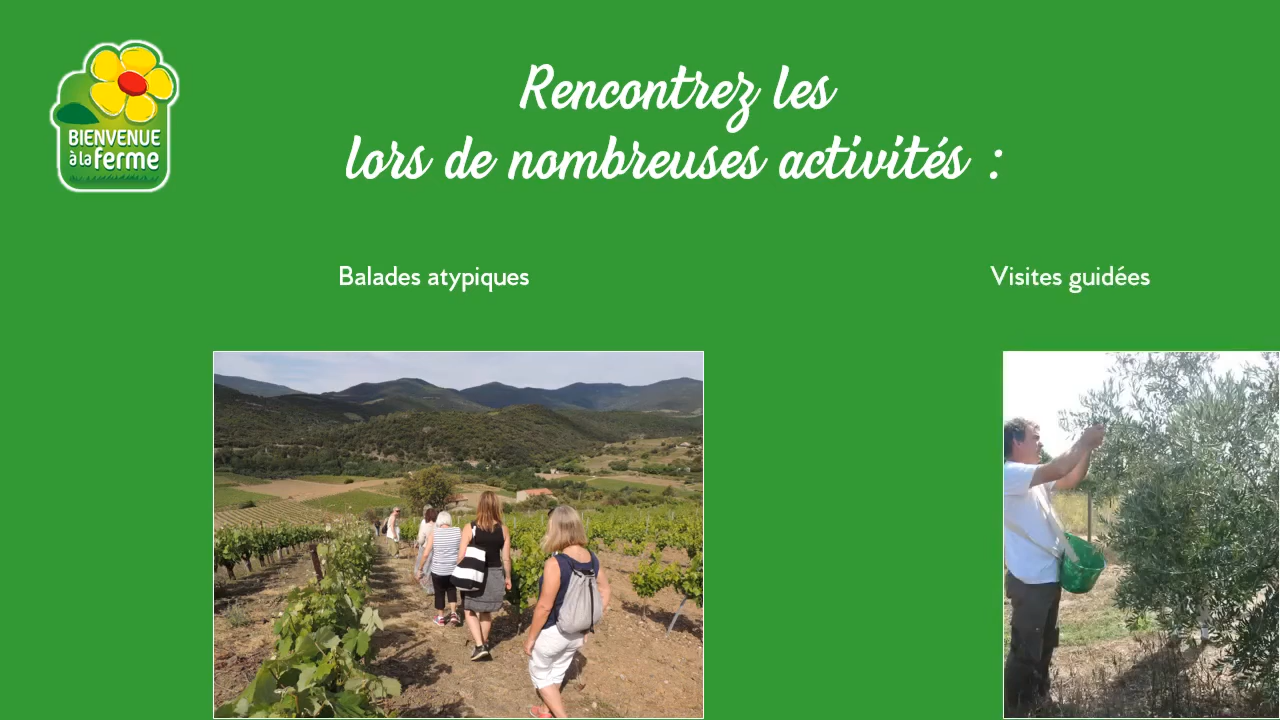 BIENVENUE
à la ferme
Rencontrez les
lors de nombreuses activités :
Balades atypiques
Visites guidées